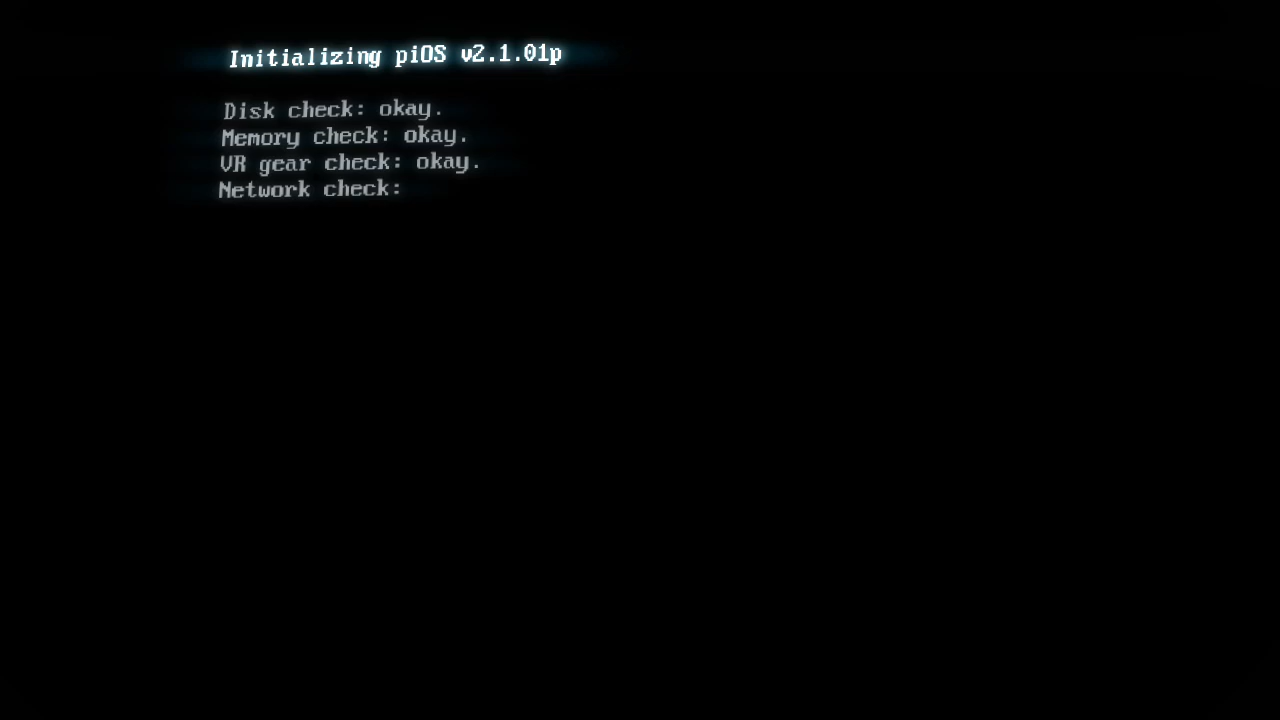 Initializing piOS v2.1.01p
Disk check: okay.
Memory check: okay.
VR gear check: okay.
Network check: